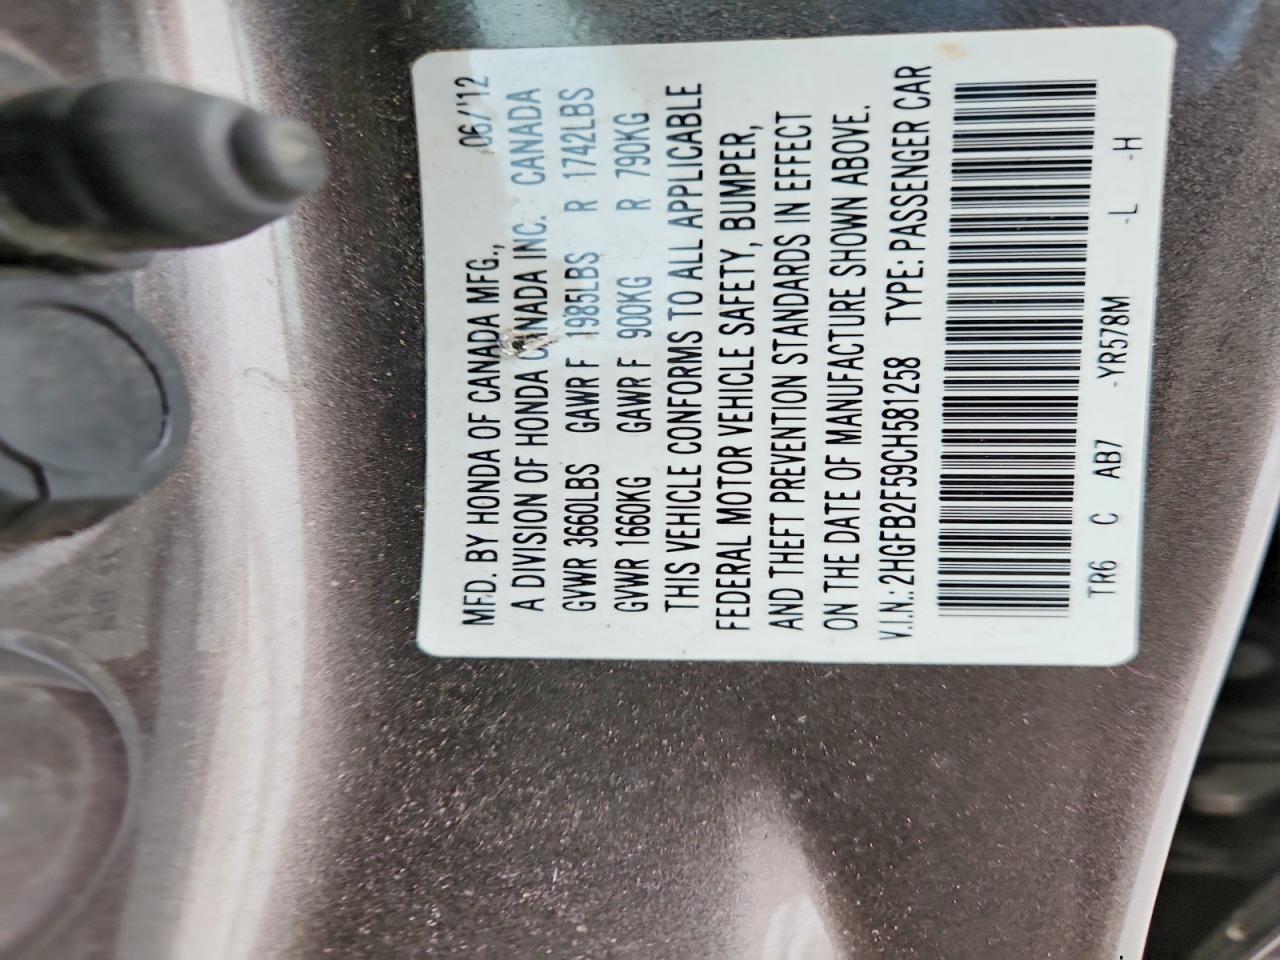 MFD. BY HONDA OF CANADA MFG., 06/'12
A DIVISION OF HONDA CANADA INC. CANADA
GVWR 3660LBS GAWR F 1985LBS R 1742LBS
GVWR 1660KG GAWR F 900KG R 790KG
THIS VEHICLE CONFORMS TO ALL APPLICABLE
FEDERAL MOTOR VEHICLE SAFETY, BUMPER,
AND THEFT PREVENTION STANDARDS IN EFFECT
ON THE DATE OF MANUFACTURE SHOWN ABOVE.
V.I.N.: 2HGFB2F59CH581258 TYPE: PASSENGER CAR
TR6 C AB7 -YR578M -L -H